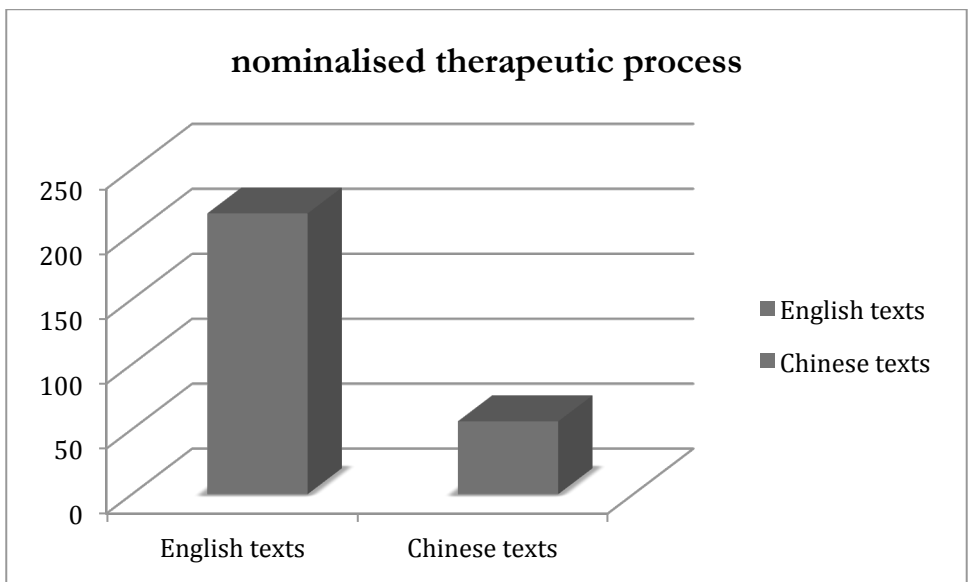 nominalised therapeutic process
250
200
150
100
50
0
English texts
Chinese texts
English texts
Chinese texts